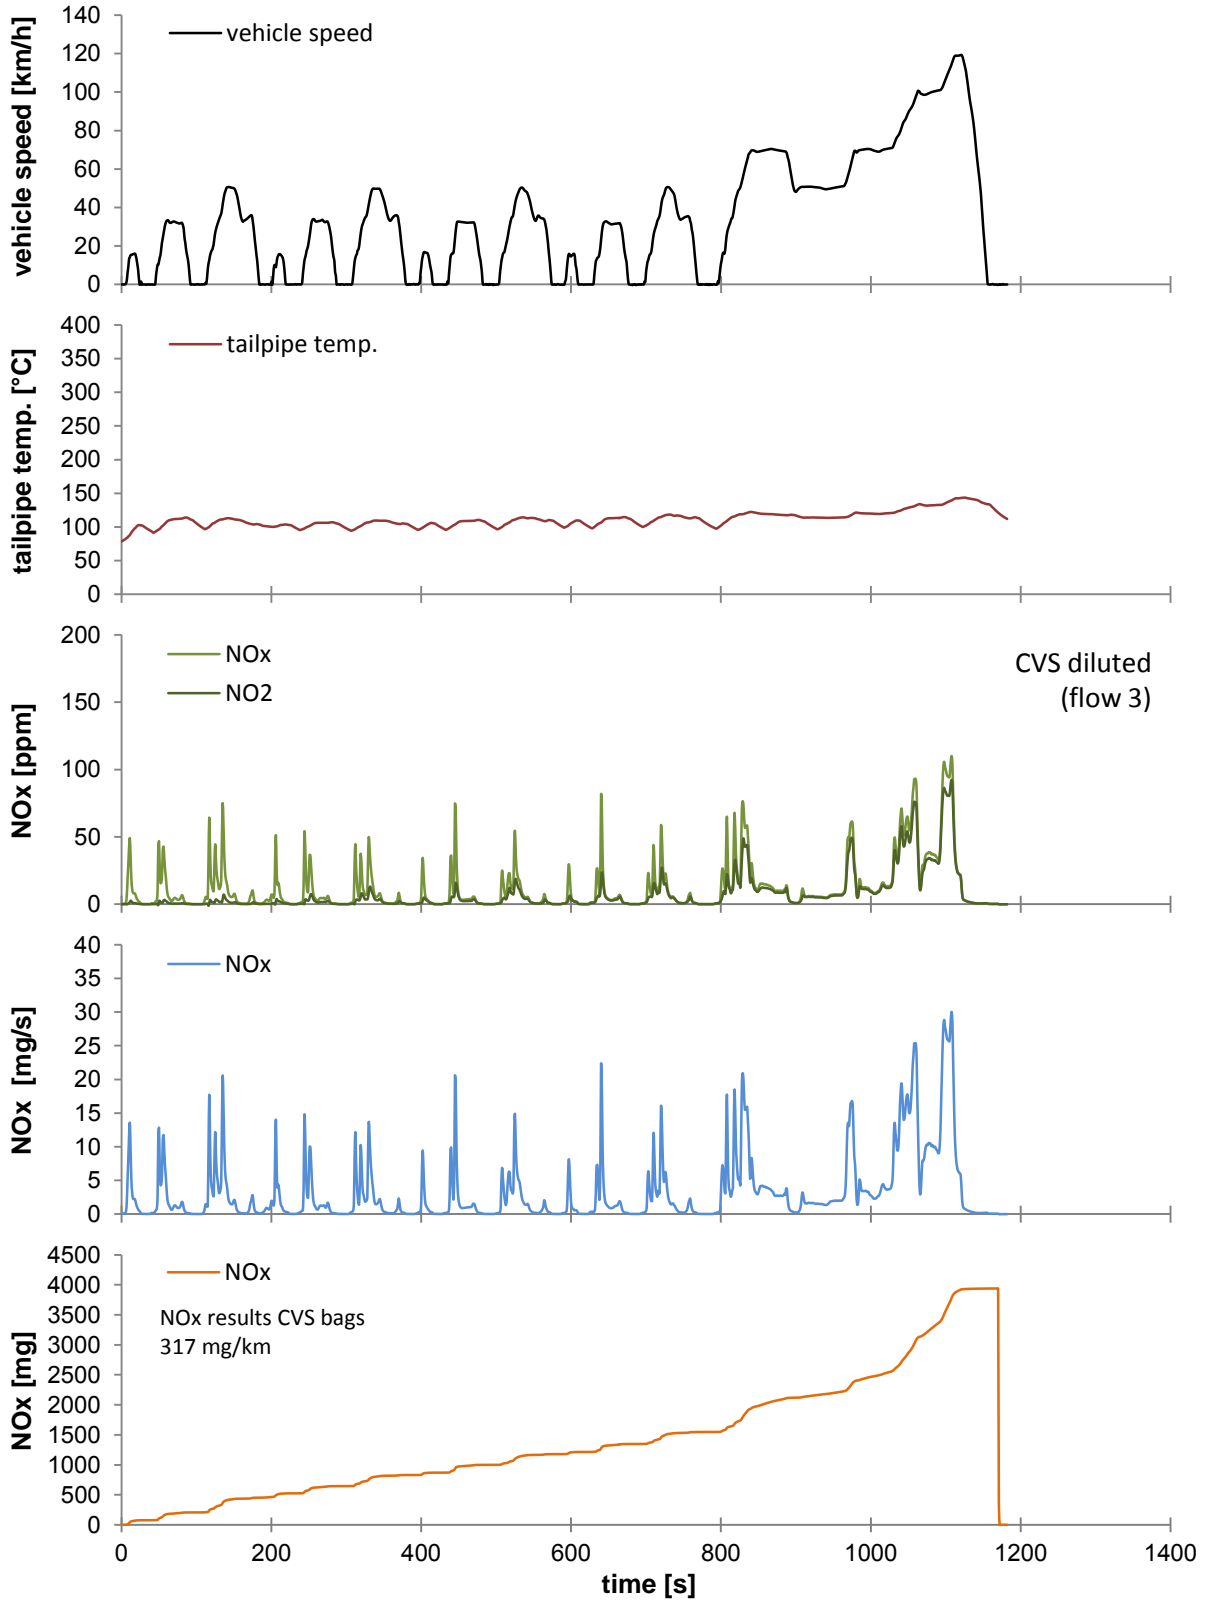 vehicle speed [km/h]
140
120
100
80
60
40
20
0
vehicle speed
tailpipe temp. [°C]
400
350
300
250
200
150
100
50
0
tailpipe temp.
NOx [ppm]
200
150
100
50
0
NOx
NO2
CVS diluted
(flow 3)
NOx [mg/s]
40
35
30
25
20
15
10
5
0
NOx
NOx [mg]
4500
4000
3500
3000
2500
2000
1500
1000
500
0
NOx
NOx results CVS bags
317 mg/km
0 200 400 600 800 1000 1200 1400
time [s]